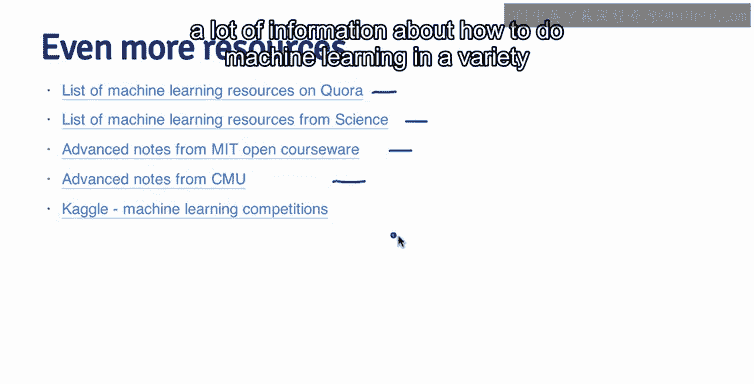 a lot of information about how to do
Even more resources
machine learning in a variety
· List of machine learning resources on Quora
· List of machine learning resources from Science
· Advanced notes from MIT open courseware
· Advanced notes from CMU
· Kaggle - machine learning competitions